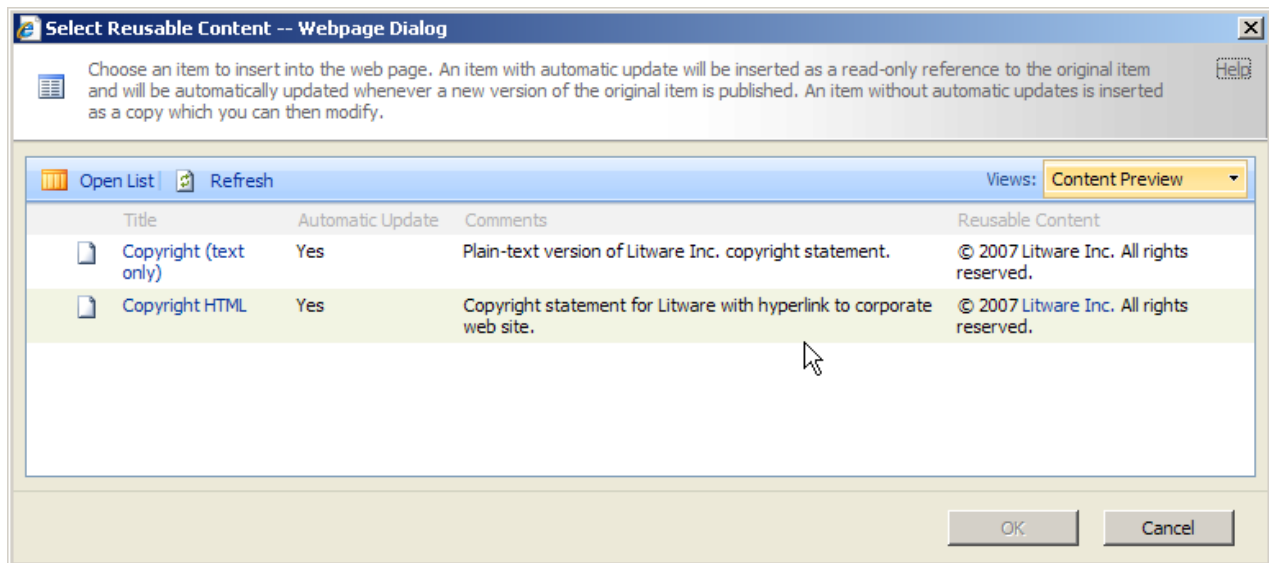 Select Reusable Content -- Webpage Dialog
Choose an item to insert into the web page. An item with automatic update will be inserted as a read-only reference to the original item
and will be automatically updated whenever a new version of the original item is published. An item without automatic updates is inserted
as a copy which you can then modify.
Help
Open List Refresh Views: Content Preview
Title Automatic Update Comments Reusable Content
Copyright (text Yes Plain-text version of Litware Inc. copyright statement. © 2007 Litware Inc. All rights
only) reserved.
Copyright HTML Yes Copyright statement for Litware with hyperlink to corporate © 2007 Litware Inc. All rights
web site. reserved.
OK Cancel